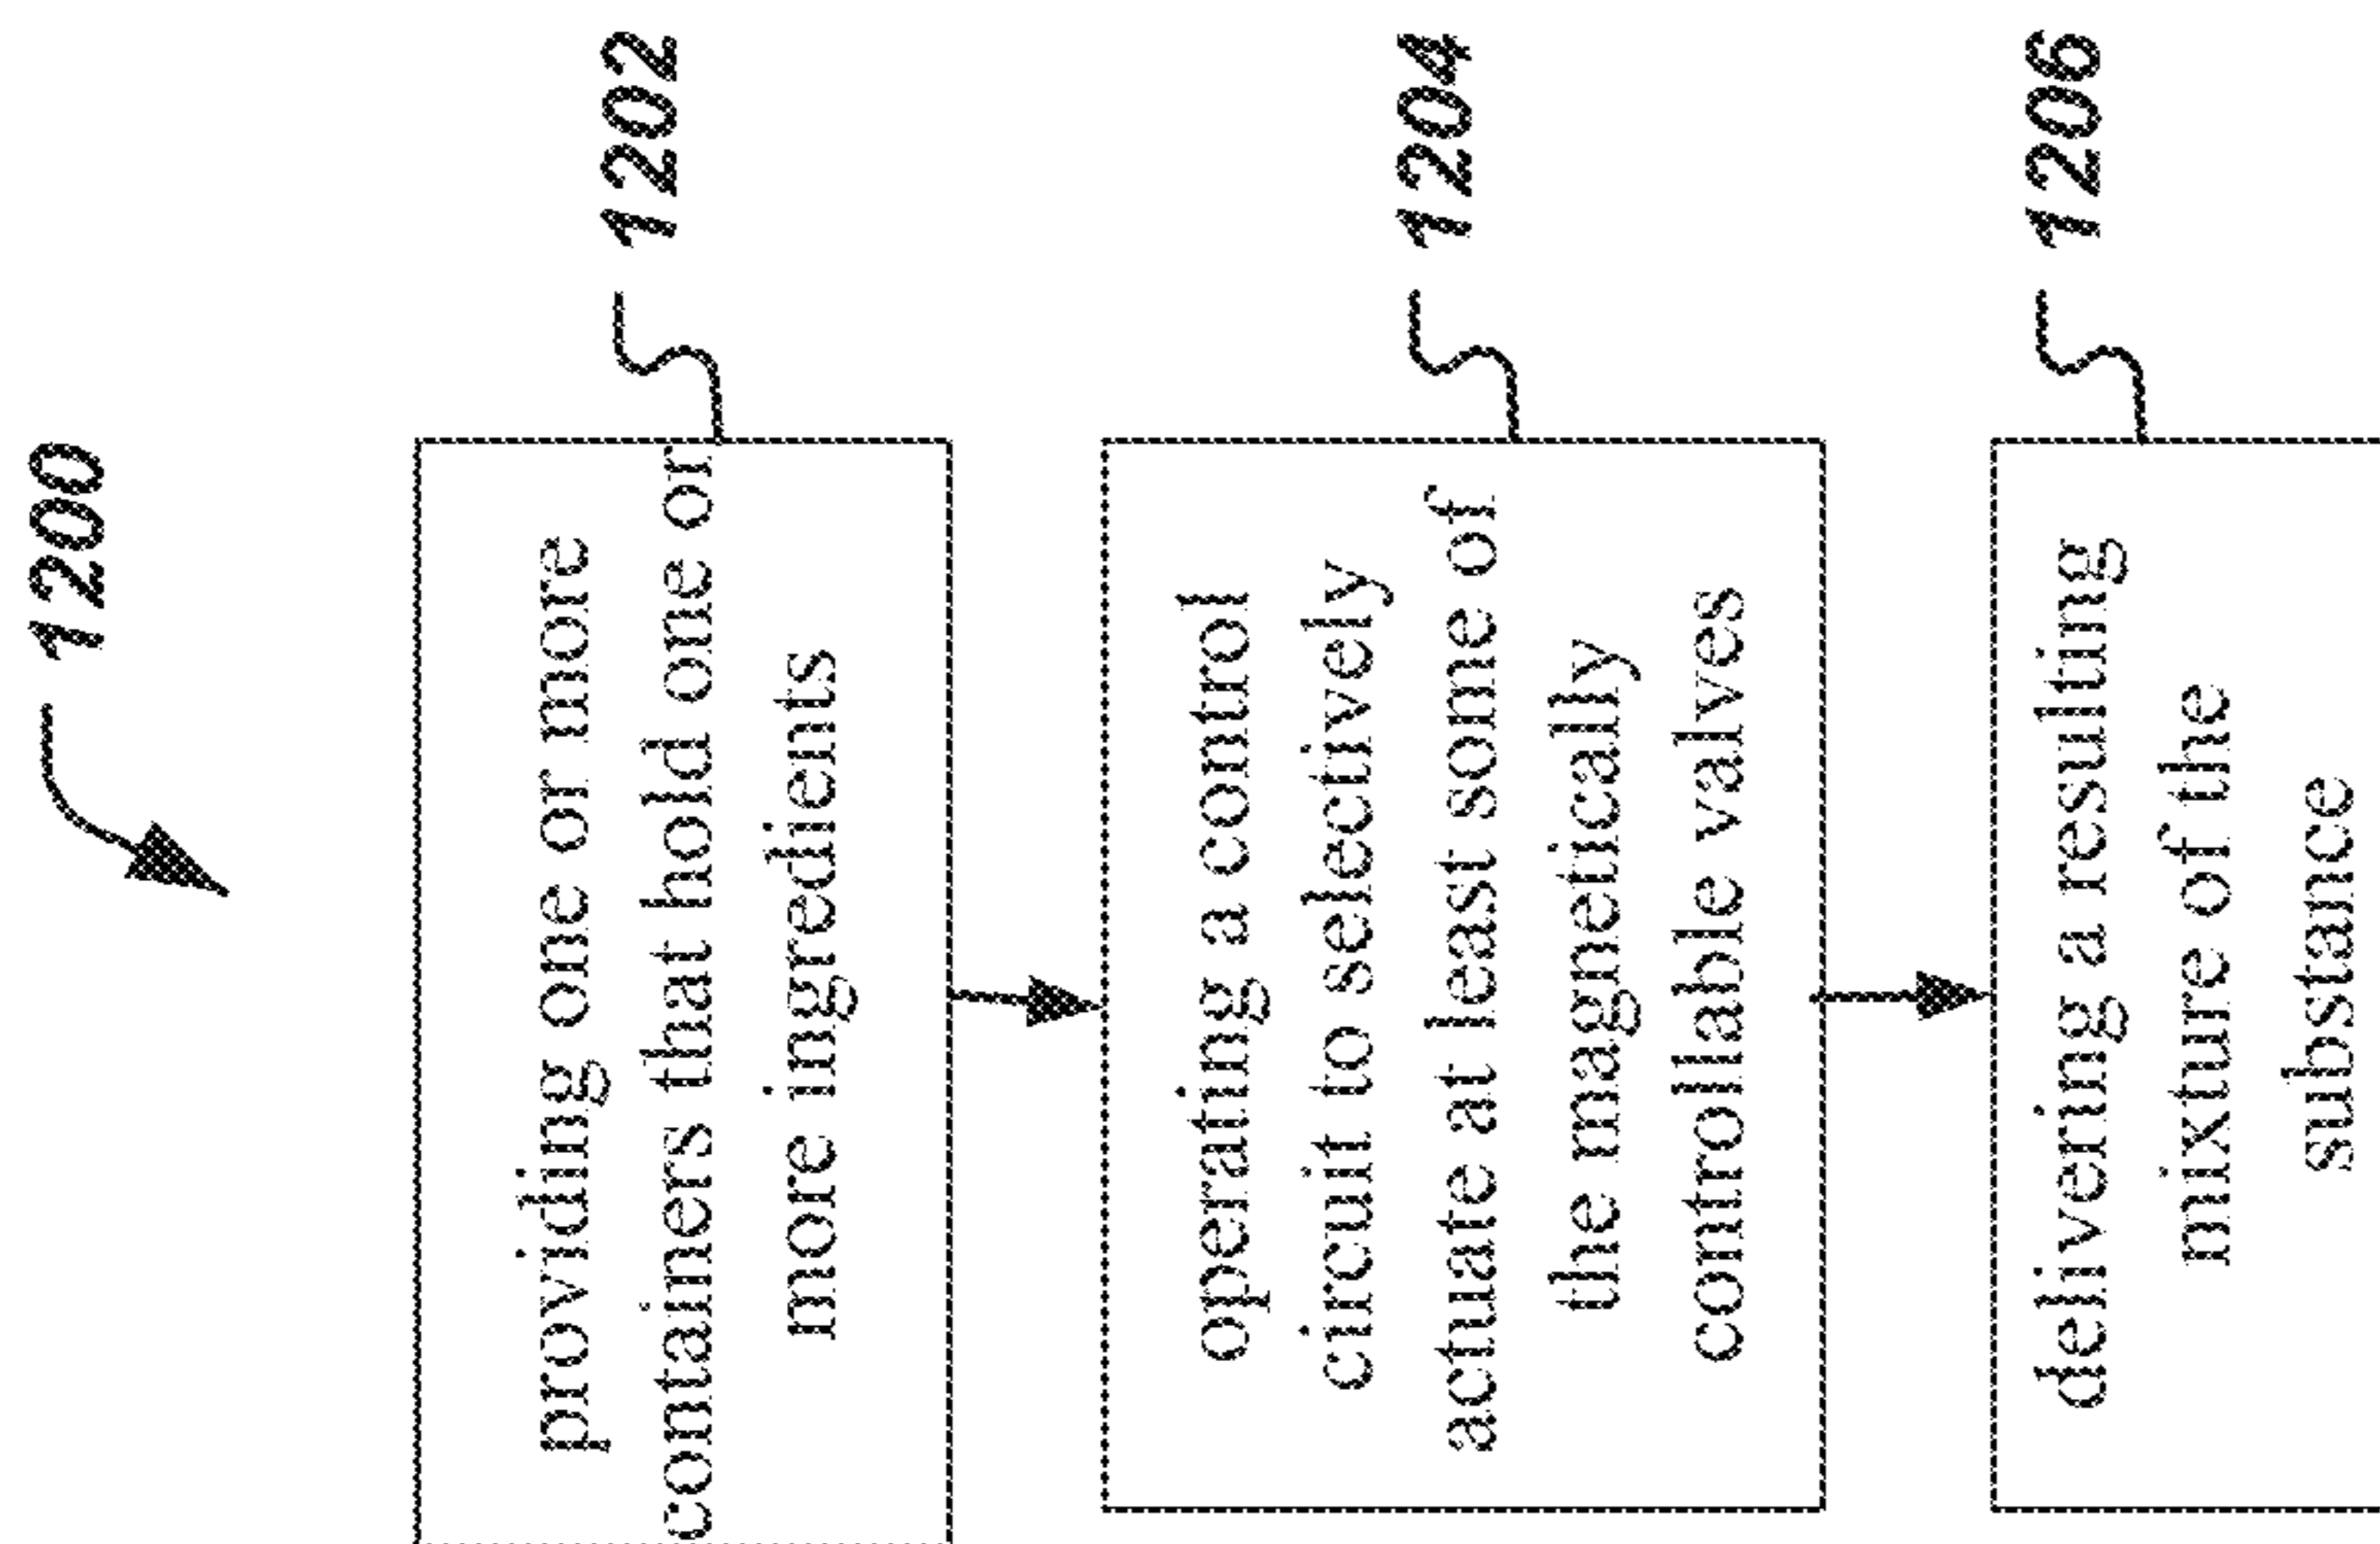 1200
providing one or more
containers that hold one or
more ingredients
1202
operating a control
circuit to selectively
actuate at least some of
the magnetically
controllable valves
1204
delivering a resulting
mixture of the
substance
1206